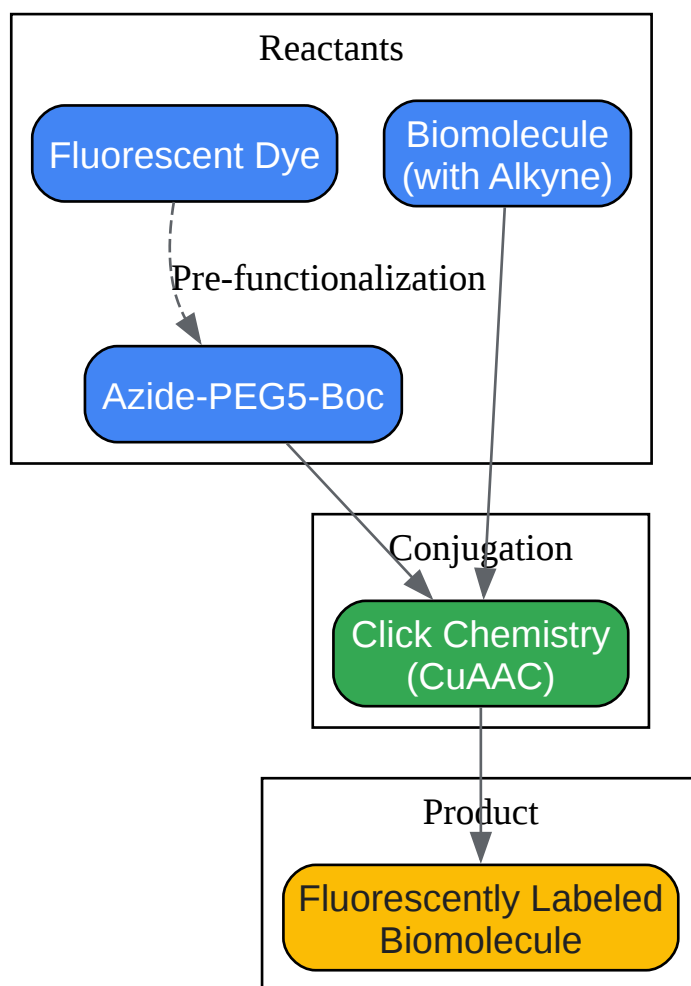 Reactants
Fluorescent Dye
Biomolecule
(with Alkyne)
Pre-functionalization
Azide-PEG5-Boc
Conjugation
Click Chemistry
(CuAAC)
Product
Fluorescently Labeled
Biomolecule